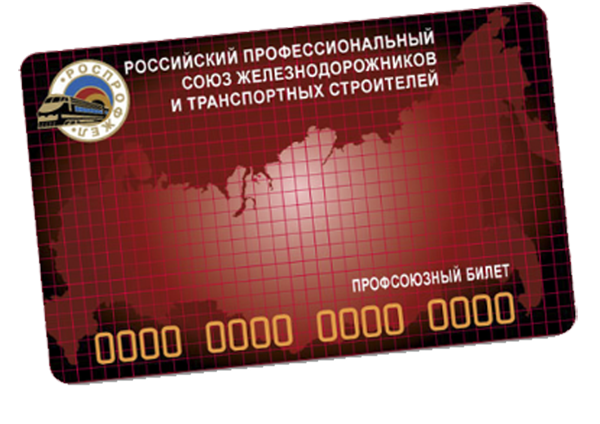 РОССИЙСКИЙ ПРОФЕССИОНАЛЬНЫЙ
СОЮЗ ЖЕЛЕЗНОДОРОЖНИКОВ
И ТРАНСПОРТНЫХ СТРОИТЕЛЕЙ
РОСПРОФЖЕЛ
ПРОФСОЮЗНЫЙ БИЛЕТ
0000 0000 0000 0000